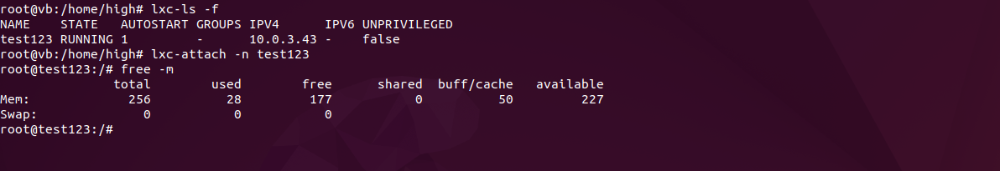 root@vb:/home/high# lxc-ls -f
NAME    STATE   AUTOSTART GROUPS IPV4      IPV6 UNPRIVILEGED
test123 RUNNING 1         -      10.0.3.43 -    false
root@vb:/home/high# lxc-attach -n test123
root@test123:/# free -m
              total        used        free      shared  buff/cache   available
Mem:            256          28         177           0          50         227
Swap:             0           0           0
root@test123:/#